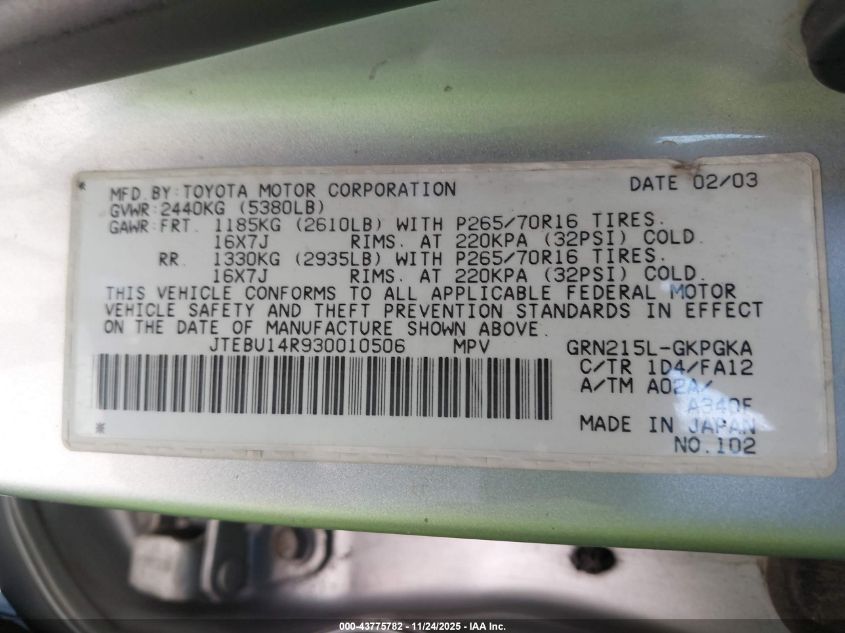 MFD.BY:TOYOTA MOTOR CORPORATION DATE 02/03
GVWR:2440KG (5380LB)
GAWR:FRT. 1185KG (2610LB) WITH P265/70R16 TIRES.
16X7J RIMS. AT 220KPA (32PSI) COLD.
RR. 1330KG (2935LB) WITH P265/70R16 TIRES.
16X7J RIMS. AT 220KPA (32PSI) COLD.
THIS VEHICLE CONFORMS TO ALL APPLICABLE FEDERAL MOTOR
VEHICLE SAFETY AND THEFT PREVENTION STANDARDS IN EFFECT
ON THE DATE OF MANUFACTURE SHOWN ABOVE.
JTEBU14R930010506 MPV GRN215L-GKPGKA
C/TR 1D4/FA12
A/TM A02A/
A340F
MADE IN JAPAN
NO.102
000-43775782 - 11/24/2025 - IAA Inc.